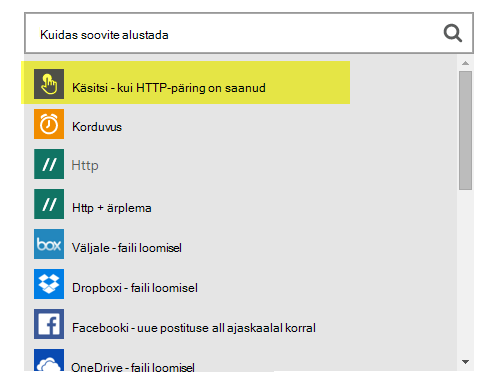 Kuidas soovite alustada
Käsitsi - kui HTTP-päring on saanud
Korduvus
// Http
// Http + ärplema
box Väljale - faili loomisel
Dropboxi - faili loomisel
Facebooki - uue postituse all ajaskaalal korral
OneDrive - faili loomisel